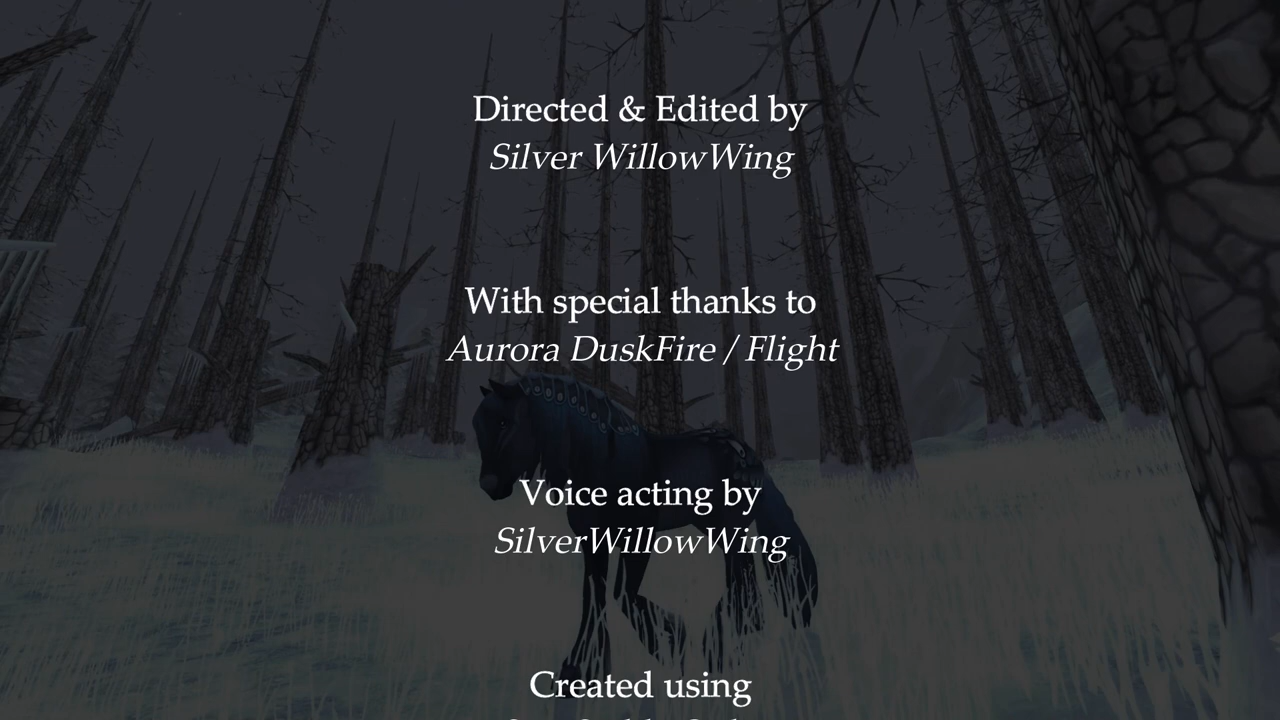 Directed & Edited by
Silver WillowWing
With special thanks to
Aurora DuskFire / Flight
Voice acting by
SilverWillowWing
Created using